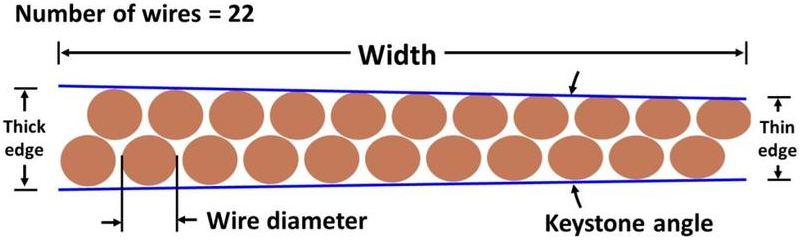 Number of wires = 22
Width
Thick
edge
Thin
edge
Wire diameter
Keystone angle